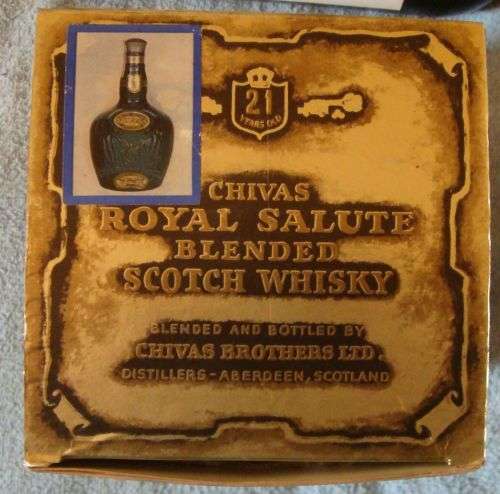 21
YEARS OLD
CHIVAS
ROYAL SALUTE
BLENDED
SCOTCH WHISKY
BLENDED AND BOTTLED BY
CHIVAS BROTHERS LTD.
DISTILLERS-ABERDEEN, SCOTLAND